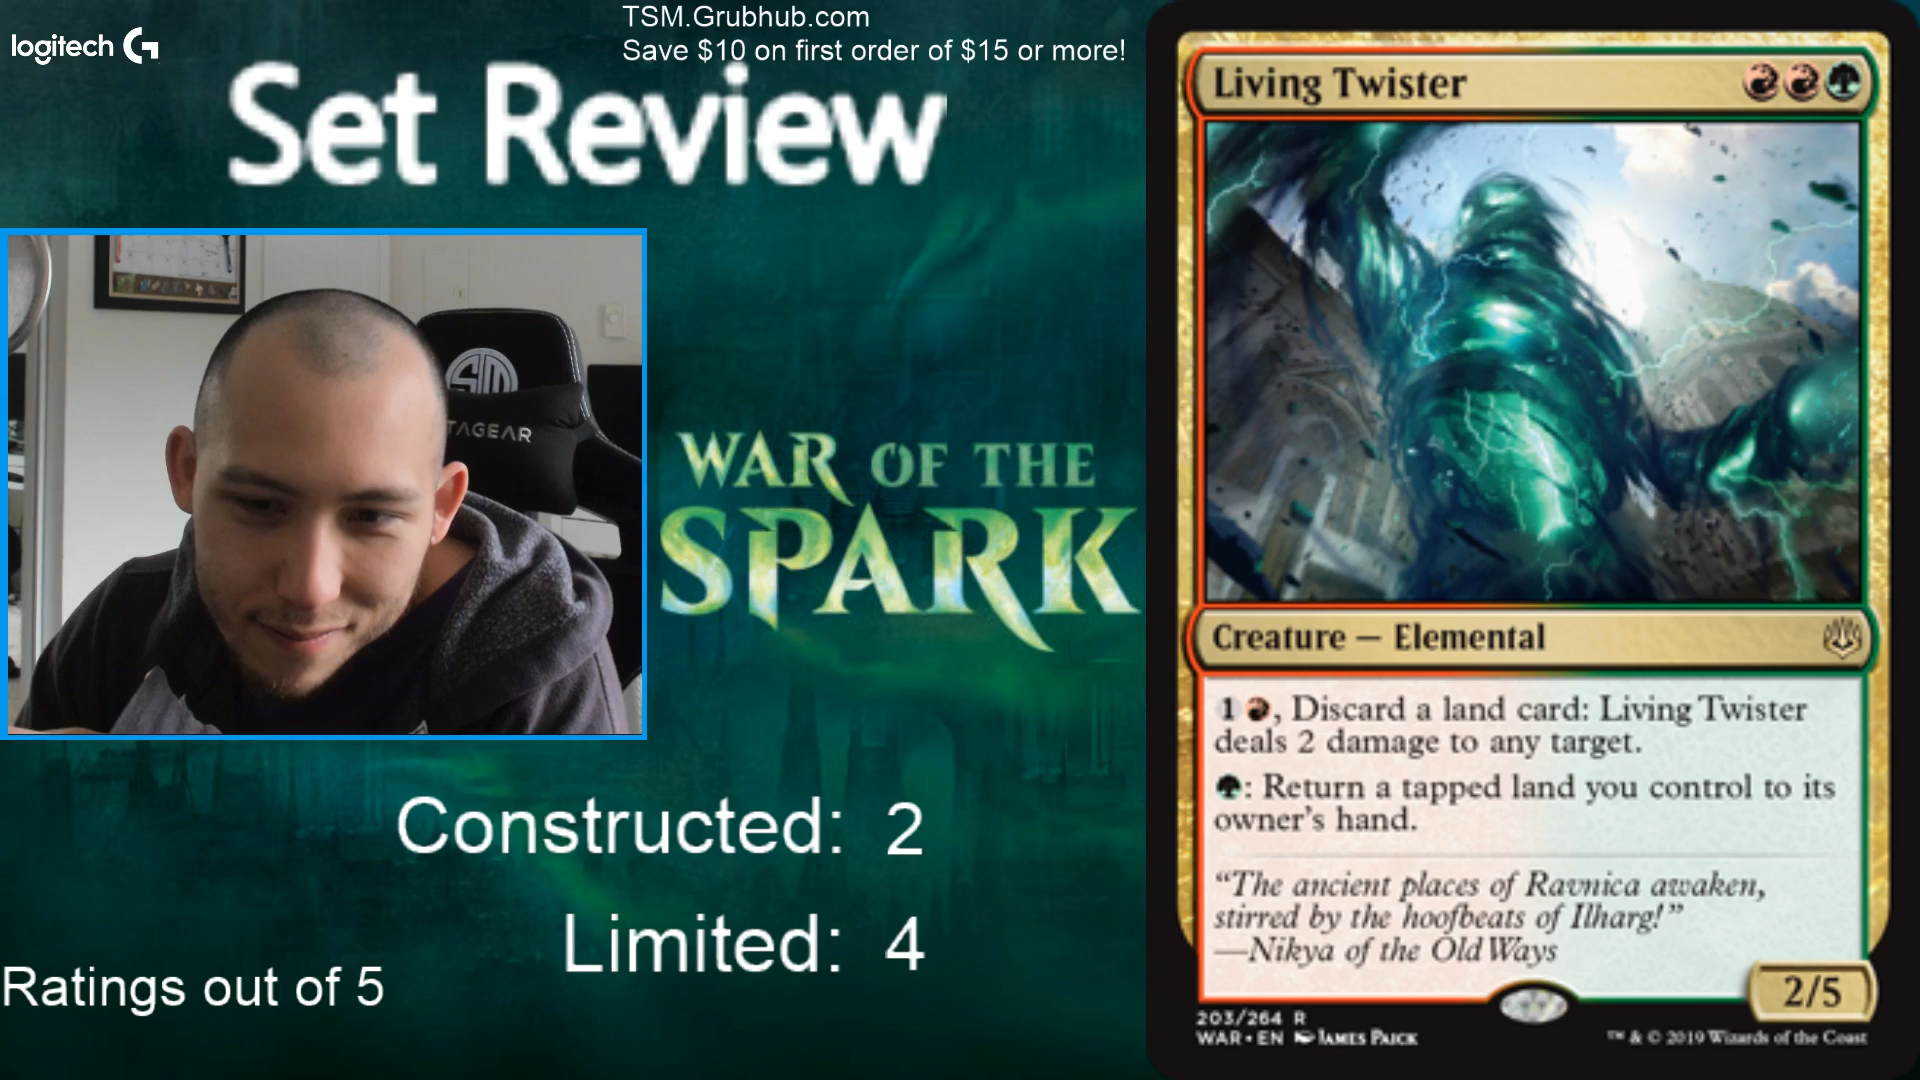 logitech G
TSM.Grubhub.com
Save $10 on first order of $15 or more!
Set Review
TSM
TAGEAR
WAR OF THE
SPARK
Constructed: 2
Limited: 4
Ratings out of 5
Living Twister
Creature — Elemental
1 , Discard a land card: Living Twister
deals 2 damage to any target.
: Return a tapped land you control to its
owner's hand.
“The ancient places of Ravnica awaken,
stirred by the hoofbeats of Ilharg!”
—Nikya of the Old Ways
2/5
203/264 R
WAR • EN JAMES PAICK
™ & © 2019 Wizards of the Coast